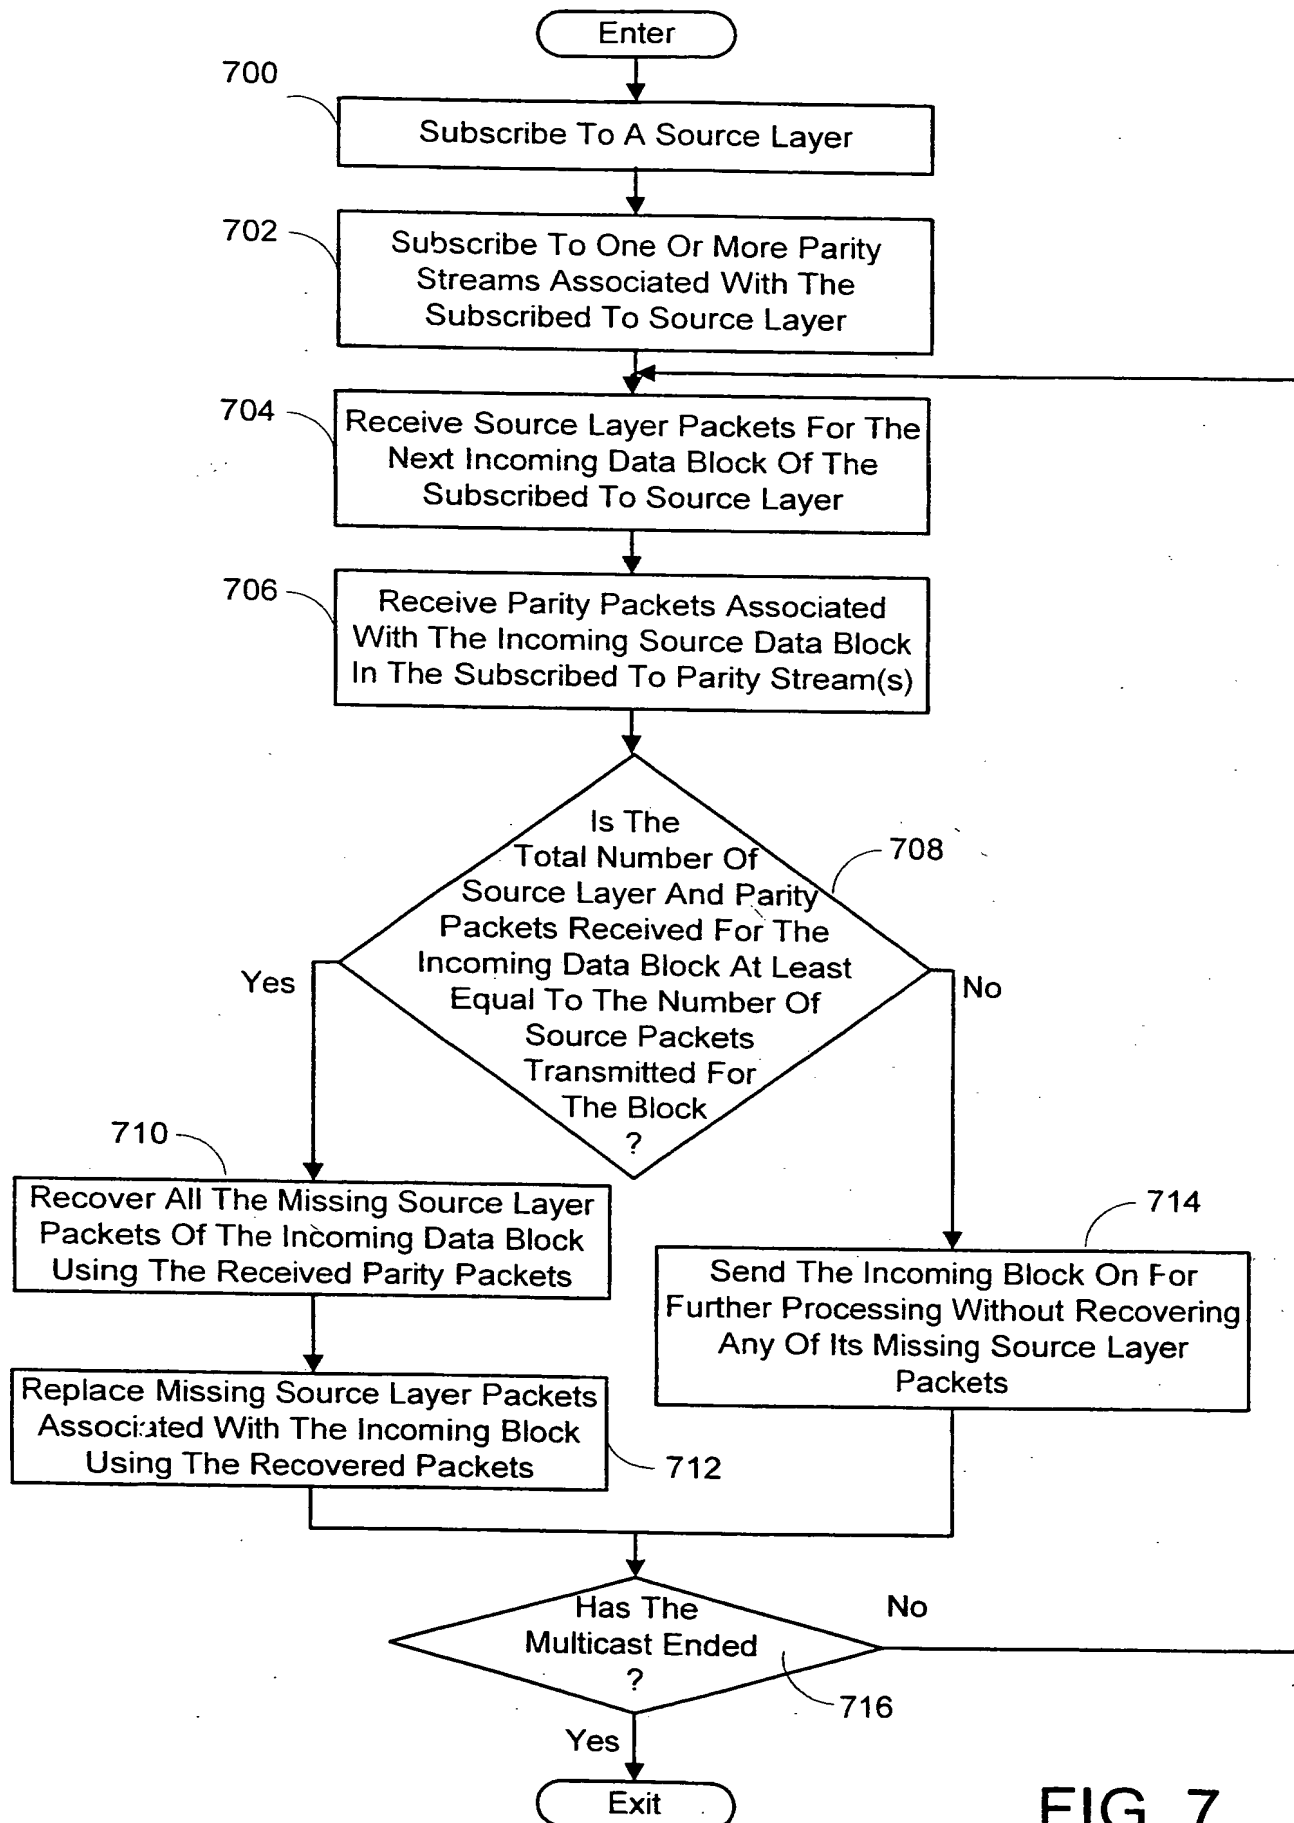 Enter
700
Subscribe To A Source Layer
702
Subscribe To One Or More Parity
Streams Associated With The
Subscribed To Source Layer
704
Receive Source Layer Packets For The
Next Incoming Data Block Of The
Subscribed To Source Layer
706
Receive Parity Packets Associated
With The Incoming Source Data Block
In The Subscribed To Parity Stream(s)
Is The
Total Number Of
Source Layer And Parity
Packets Received For The
Incoming Data Block At Least
Equal To The Number Of
Source Packets
Transmitted For
The Block
?
708
Yes
No
710
Recover All The Missing Source Layer
Packets Of The Incoming Data Block
Using The Received Parity Packets
714
Send The Incoming Block On For
Further Processing Without Recovering
Any Of Its Missing Source Layer
Packets
Replace Missing Source Layer Packets
Associated With The Incoming Block
Using The Recovered Packets
712
Has The
Multicast Ended
?
No
716
Yes
Exit
FIG. 7